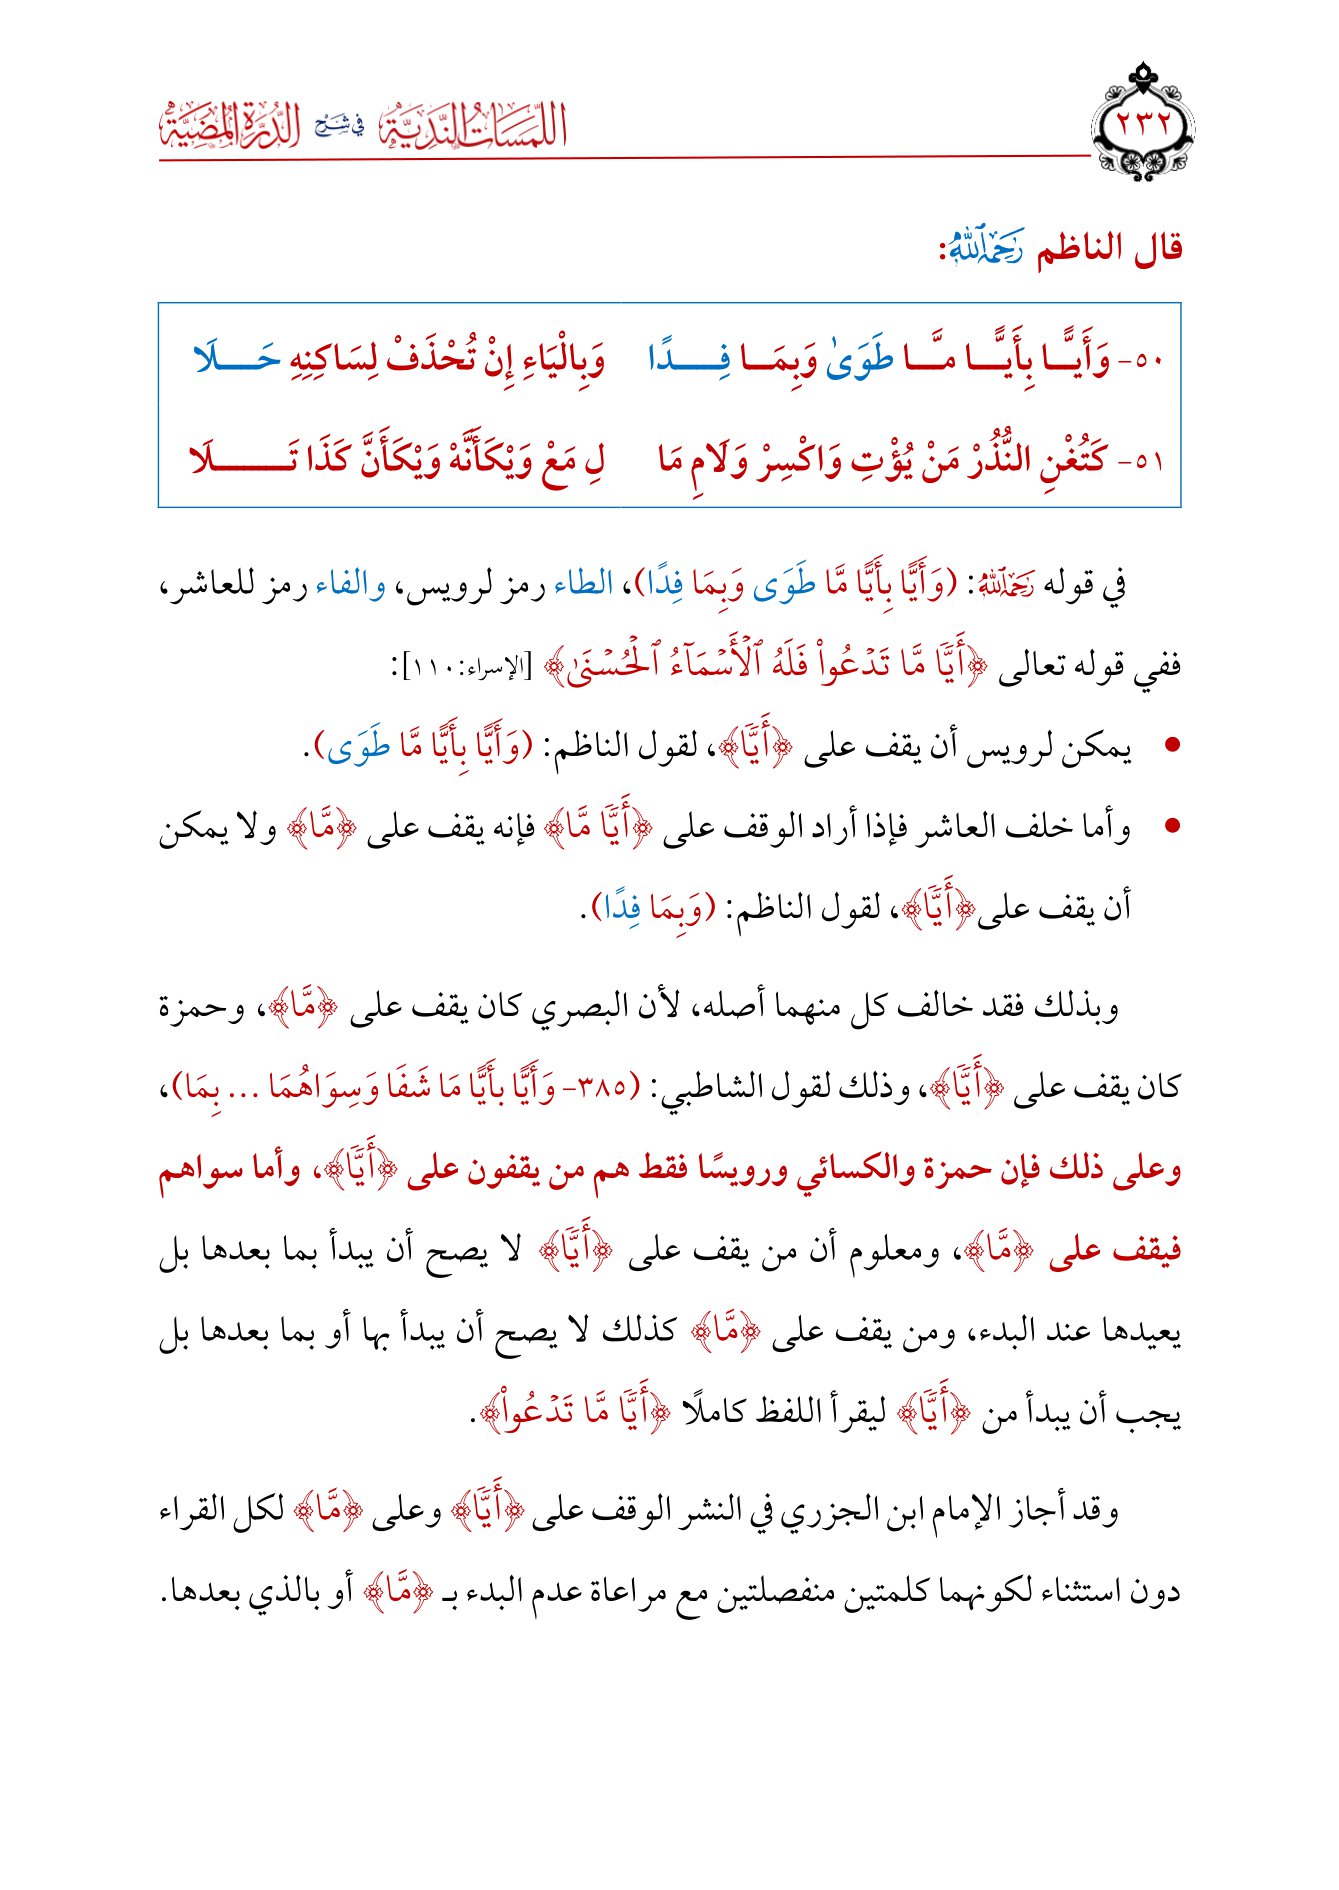 ٢٣٢
اللمسات الندية في شرح الدرة المضية
قال الناظم رَحِمَهُ ٱللَّهُ:
٥٠- وَأَيًّـا بِأَيًّـا مَّـا طَوَىٰ وَبِمَـا فِـدًا وَبِالْيَاءِ إِنْ تُحْذَفْ لِسَاكِنِهِ حَـلَا
٥١- كَتُغْنِ النُّذُرْ مَنْ يُؤْتِ وَاكْسِرْ وَلَامِ مَا لِ مَعْ وَيْكَأَنَّهْ وَيْكَأَنَّ كَذَا تَـلَا
في قوله رَحِمَهُ ٱللَّهُ: (وَأَيًّا بِأَيًّا مَّا طَوَى وَبِمَا فِدًا)، الطاء رمز لرويس، والفاء رمز للعاشر،
ففي قوله تعالى ﴿أَيّٗا مَّا تَدۡعُواْ فَلَهُ ٱلۡأَسۡمَآءُ ٱلۡحُسۡنَىٰ﴾ [الإسراء:١١٠]:
• يمكن لرويس أن يقف على ﴿أَيّٗا﴾، لقول الناظم: (وَأَيًّا بِأَيًّا مَّا طَوَى).
• وأما خلف العاشر فإذا أراد الوقف على ﴿أَيّٗا مَّا﴾ فإنه يقف على ﴿مَّا﴾ ولا يمكن
أن يقف على﴿أَيّٗا﴾، لقول الناظم: (وَبِمَا فِدًا).
وبذلك فقد خالف كل منهما أصله، لأن البصري كان يقف على ﴿مَّا﴾، وحمزة
كان يقف على ﴿أَيّٗا﴾، وذلك لقول الشاطبي: (٣٨٥- وَأَيًّا بأَيًّا مَا شَفَا وَسِوَاهُمَا ... بِمَا)،
وعلى ذلك فإن حمزة والكسائي ورويسًا فقط هم من يقفون على ﴿أَيّٗا﴾، وأما سواهم
فيقف على ﴿مَّا﴾، ومعلوم أن من يقف على ﴿أَيّٗا﴾ لا يصح أن يبدأ بما بعدها بل
يعيدها عند البدء، ومن يقف على ﴿مَّا﴾ كذلك لا يصح أن يبدأ بها أو بما بعدها بل
يجب أن يبدأ من ﴿أَيّٗا﴾ ليقرأ اللفظ كاملًا ﴿أَيّٗا مَّا تَدۡعُواْ﴾.
وقد أجاز الإمام ابن الجزري في النشر الوقف على ﴿أَيّٗا﴾ وعلى ﴿مَّا﴾ لكل القراء
دون استثناء لكونهما كلمتين منفصلتين مع مراعاة عدم البدء بـ ﴿مَّا﴾ أو بالذي بعدها.